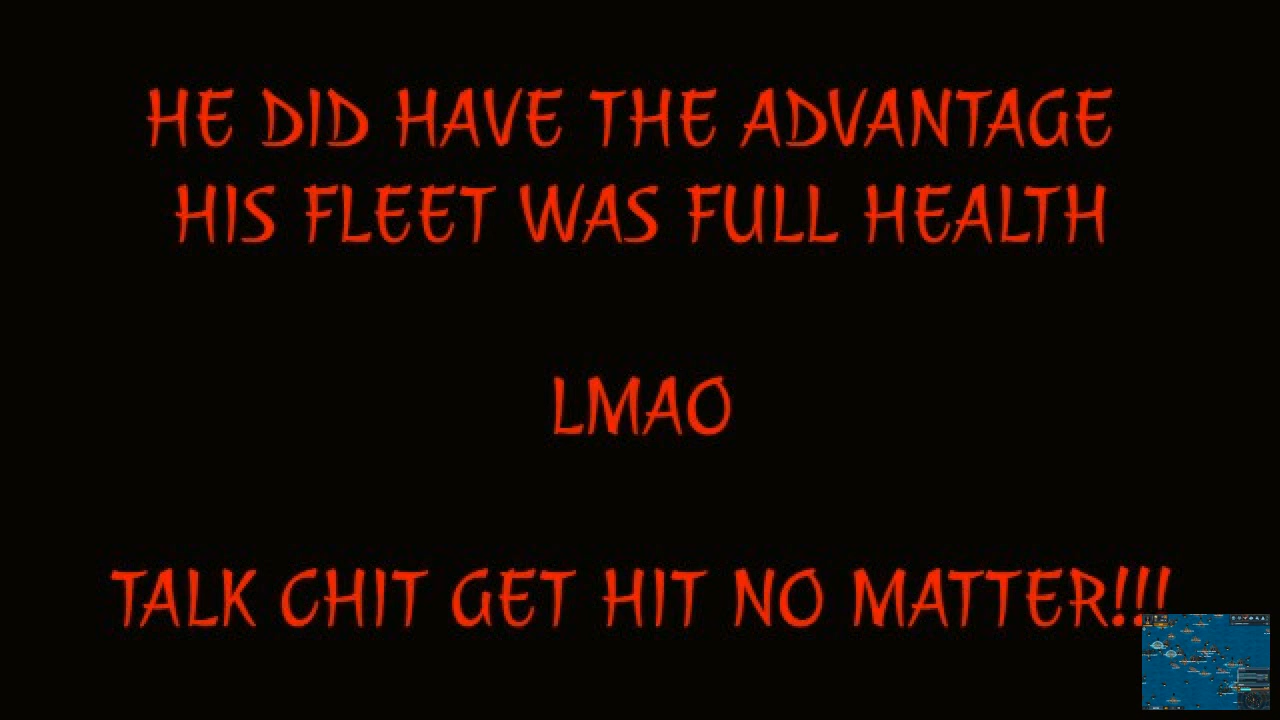 HE DID HAVE THE ADVANTAGE
HIS FLEET WAS FULL HEALTH
LMAO
TALK CHIT GET HIT NO MATTER!!!